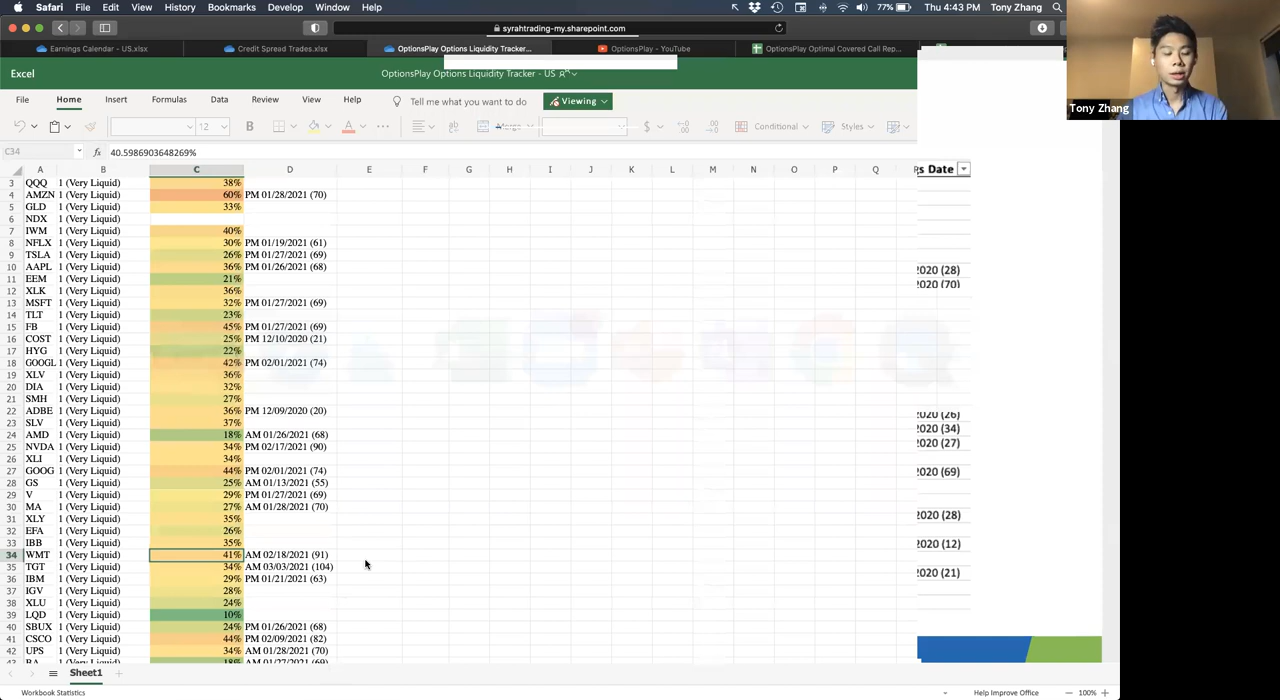 Safari File Edit View History Bookmarks Develop Window Help 77% Thu 4:43 PM Tony Zhang
syrahtrading-my.sharepoint.com
Earnings Calendar - US.xlsx Credit Spread Trades.xlsx OptionsPlay Options Liquidity Tracker... OptionsPlay - YouTube OptionsPlay Optimal Covered Call Rep...
Excel OptionsPlay Options Liquidity Tracker - US
Tony Zhang
File Home Insert Formulas Data Review View Help Tell me what you want to do Viewing
12 B A Merge $ Conditional Styles
C34 fx 40.5986903648269%
A B C D E F G H I J K L M N O P Q
s Date
3 QQQ 1 (Very Liquid) 38%
4 AMZN 1 (Very Liquid) 60% PM 01/28/2021 (70)
5 GLD 1 (Very Liquid) 33%
6 NDX 1 (Very Liquid)
7 IWM 1 (Very Liquid) 40%
8 NFLX 1 (Very Liquid) 30% PM 01/19/2021 (61)
9 TSLA 1 (Very Liquid) 26% PM 01/27/2021 (69)
10 AAPL 1 (Very Liquid) 36% PM 01/26/2021 (68)
2020 (28)
11 EEM 1 (Very Liquid) 21%
2020 (70)
12 XLK 1 (Very Liquid) 36%
13 MSFT 1 (Very Liquid) 32% PM 01/27/2021 (69)
14 TLT 1 (Very Liquid) 23%
15 FB 1 (Very Liquid) 45% PM 01/27/2021 (69)
16 COST 1 (Very Liquid) 25% PM 12/10/2020 (21)
17 HYG 1 (Very Liquid) 22%
18 GOOGL 1 (Very Liquid) 42% PM 02/01/2021 (74)
19 XLV 1 (Very Liquid) 36%
20 DIA 1 (Very Liquid) 32%
21 SMH 1 (Very Liquid) 27%
22 ADBE 1 (Very Liquid) 36% PM 12/09/2020 (20)
2020 (26)
23 SLV 1 (Very Liquid) 37%
2020 (34)
24 AMD 1 (Very Liquid) 18% AM 01/26/2021 (68)
2020 (27)
25 NVDA 1 (Very Liquid) 34% PM 02/17/2021 (90)
26 XLI 1 (Very Liquid) 34%
27 GOOG 1 (Very Liquid) 44% PM 02/01/2021 (74)
2020 (69)
28 GS 1 (Very Liquid) 25% AM 01/13/2021 (55)
29 V 1 (Very Liquid) 29% PM 01/27/2021 (69)
30 MA 1 (Very Liquid) 27% AM 01/28/2021 (70)
2020 (28)
31 XLY 1 (Very Liquid) 35%
32 EFA 1 (Very Liquid) 26%
33 IBB 1 (Very Liquid) 35%
2020 (12)
34 WMT 1 (Very Liquid) 41% AM 02/18/2021 (91)
35 TGT 1 (Very Liquid) 34% AM 03/03/2021 (104)
2020 (21)
36 IBM 1 (Very Liquid) 29% PM 01/21/2021 (63)
37 IGV 1 (Very Liquid) 28%
38 XLU 1 (Very Liquid) 24%
39 LQD 1 (Very Liquid) 10%
40 SBUX 1 (Very Liquid) 24% PM 01/26/2021 (68)
41 CSCO 1 (Very Liquid) 44% PM 02/09/2021 (82)
42 UPS 1 (Very Liquid) 34% AM 01/28/2021 (70)
43 BA 1 (Very Liquid) 18% AM 01/27/2021 (69)
Sheet1
Workbook Statistics Help Improve Office 100%